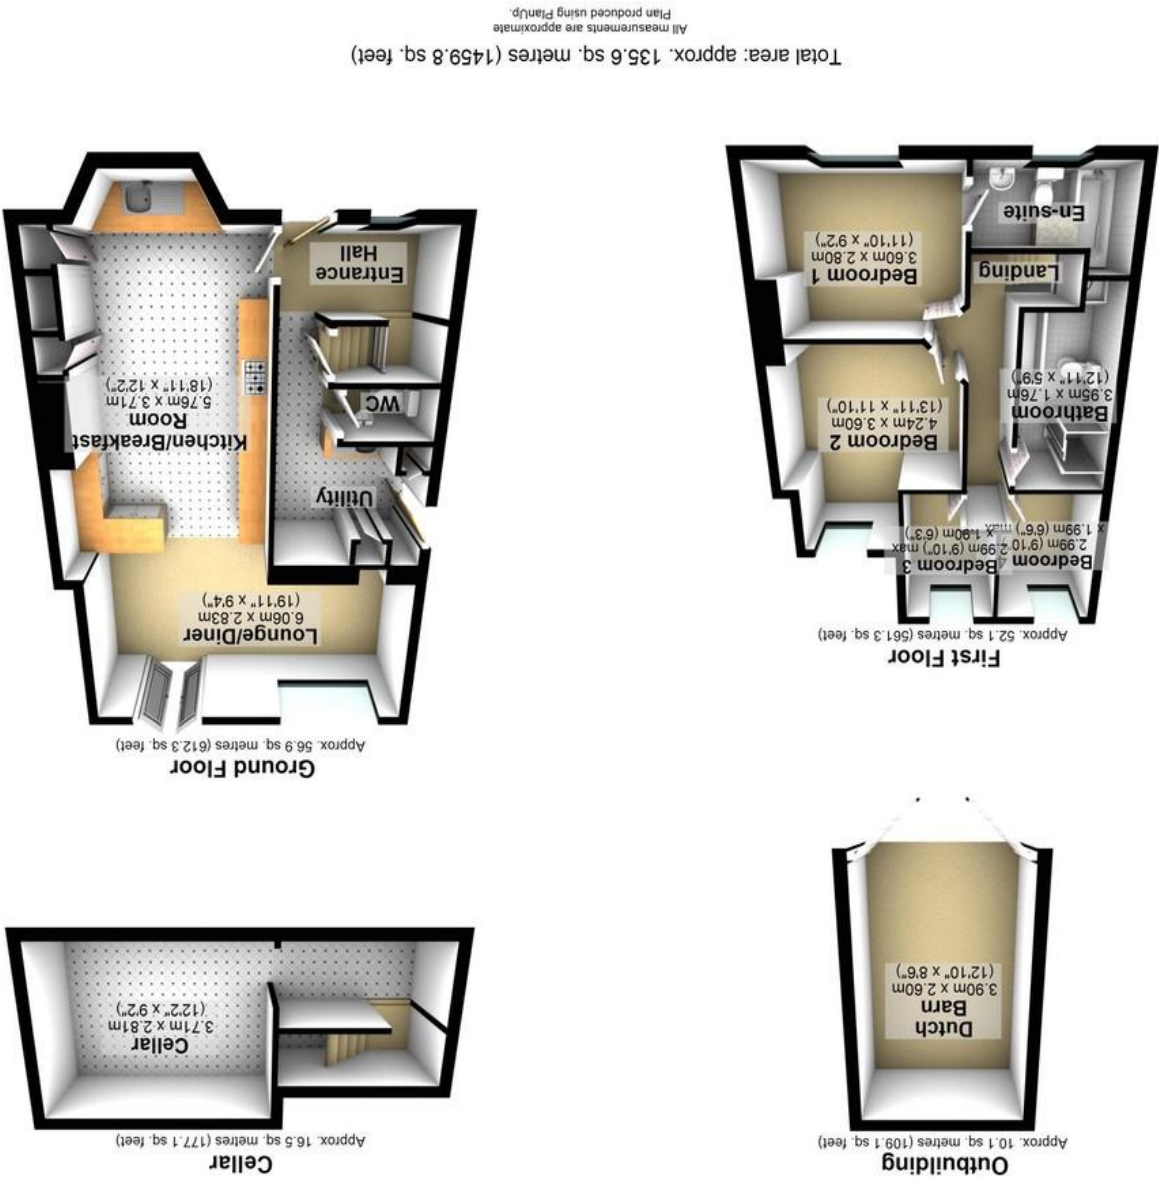 Outbuilding
Approx. 10.1 sq. metres (109.1 sq. feet)
Dutch
Barn
3.90m x 2.60m
(12'10" x 8'6")
Cellar
Approx. 16.5 sq. metres (177.1 sq. feet)
Cellar
3.71m x 2.81m
(12'2" x 9'2")
First Floor
Approx. 52.1 sq. metres (561.3 sq. feet)
Bedroom 4
2.99m (9'10
x 1.99m (6'6") max
Bedroom 3
2.99m (9'10") max
x 1.90m (6'3")
Bathroom
3.95m x 1.76m
(12'11" x 5'9")
Bedroom 2
4.24m x 3.60m
(13'11" x 11'10")
Landing
Bedroom 1
3.60m x 2.80m
(11'10" x 9'2")
En-suite
Ground Floor
Approx. 56.9 sq. metres (612.3 sq. feet)
Lounge/Diner
6.06m x 2.83m
(19'11" x 9'4")
Utility
Kitchen/Breakfast
Room
5.76m x 3.71m
(18'11" x 12'2")
WC
Entrance
Hall
Total area: approx. 135.6 sq. metres (1459.8 sq. feet)
All measurements are approximate
Plan produced using PlanUp.